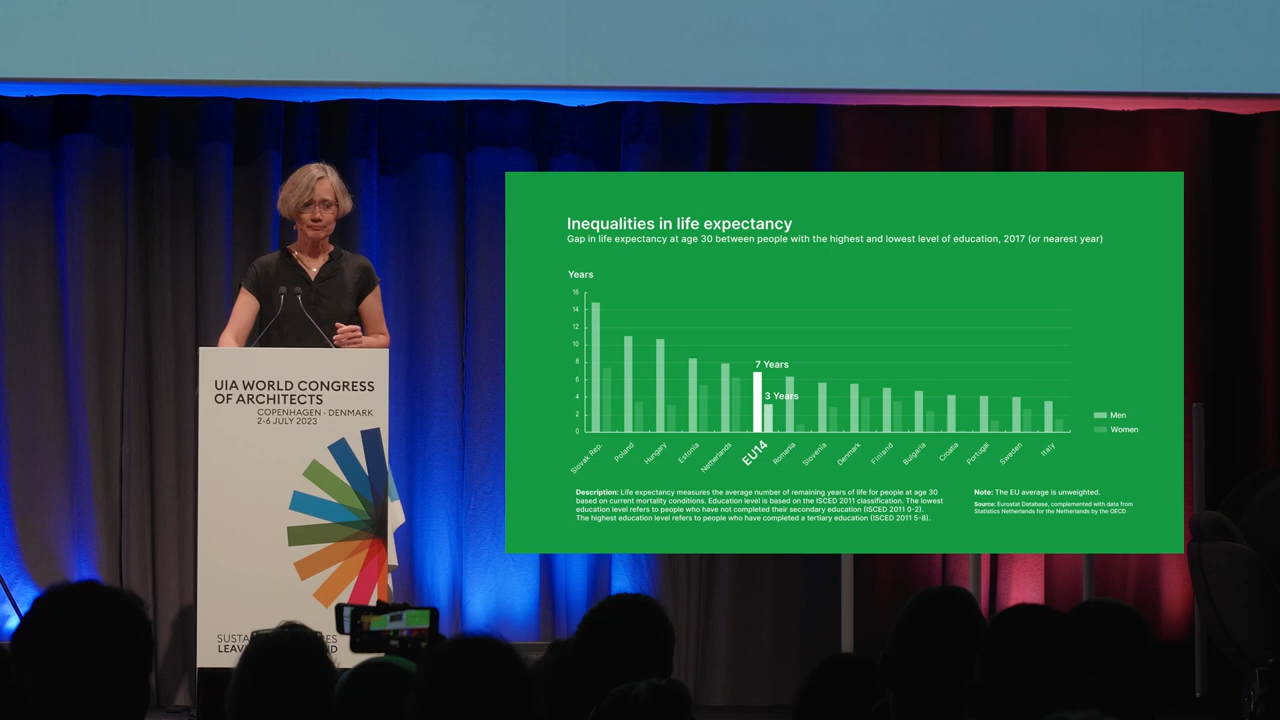 UIA WORLD CONGRESS
OF ARCHITECTS
COPENHAGEN · DENMARK
2-6 JULY 2023
Inequalities in life expectancy
Gap in life expectancy at age 30 between people with the highest and lowest level of education, 2017 (or nearest year)
Years
16
14
12
10
8
6
4
2
0
7 Years
3 Years
Slovak Rep.
Poland
Hungary
Estonia
Netherlands
EU14
Romania
Slovenia
Denmark
Finland
Bulgaria
Croatia
Portugal
Sweden
Italy
Men
Women
Description: Life expectancy measures the average number of remaining years of life for people at age 30
based on current mortality conditions. Education level is based on the ISCED 2011 classification. The lowest
education level refers to people who have not completed their secondary education (ISCED 2011 0-2).
The highest education level refers to people who have completed a tertiary education (ISCED 2011 5-8).
Note: The EU average is unweighted.
Source: Eurostat Database, complemented with data from
Statistics Netherlands for the Netherlands by the OECD